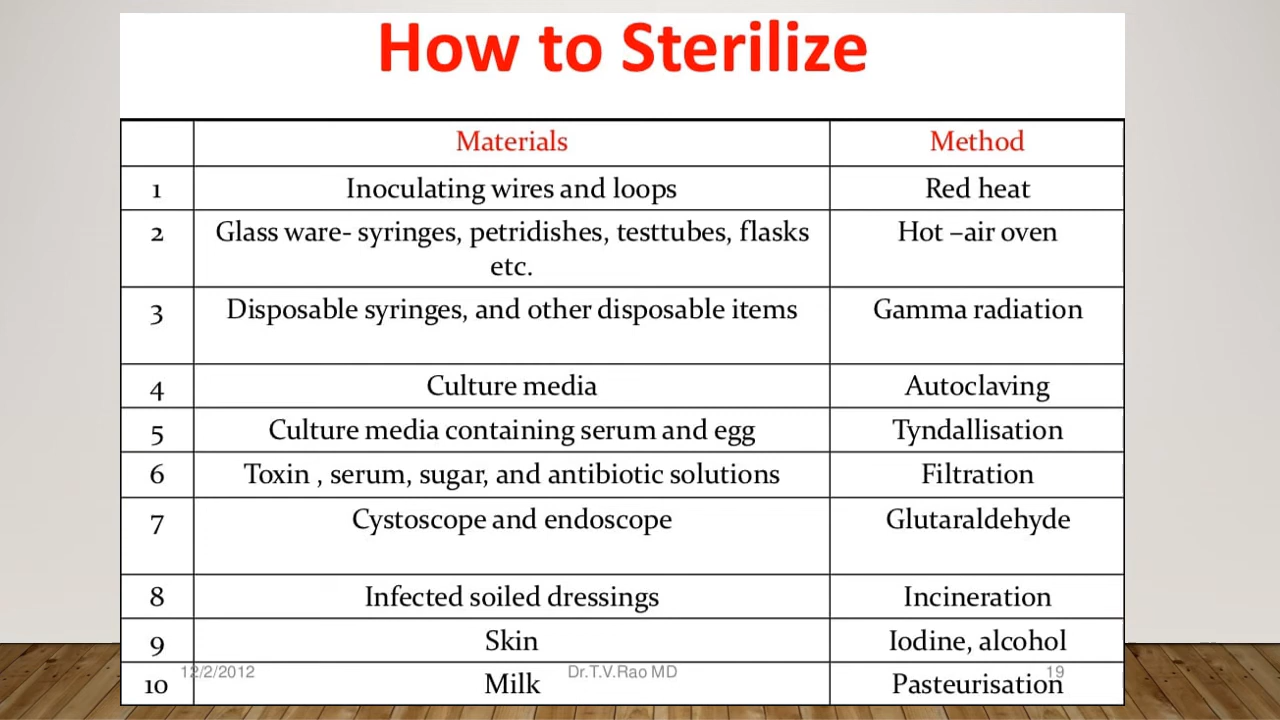 How to Sterilize
Materials Method
1 Inoculating wires and loops Red heat
2 Glass ware- syringes, petridishes, testtubes, flasks Hot –air oven
etc.
3 Disposable syringes, and other disposable items Gamma radiation
4 Culture media Autoclaving
5 Culture media containing serum and egg Tyndallisation
6 Toxin , serum, sugar, and antibiotic solutions Filtration
7 Cystoscope and endoscope Glutaraldehyde
8 Infected soiled dressings Incineration
9 Skin Iodine, alcohol
12/2/2012 Dr.T.V.Rao MD 19
10 Milk Pasteurisation